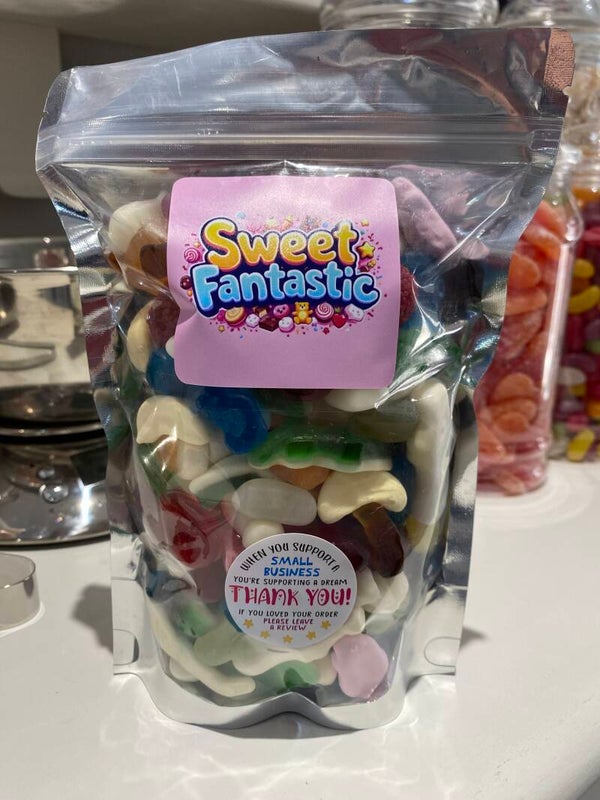 Sweet
Fantastic
WHEN YOU SUPPORT A
SMALL
BUSINESS
YOU'RE SUPPORTING A DREAM
THANK YOU!
IF YOU LOVED YOUR ORDER
PLEASE LEAVE
A REVIEW